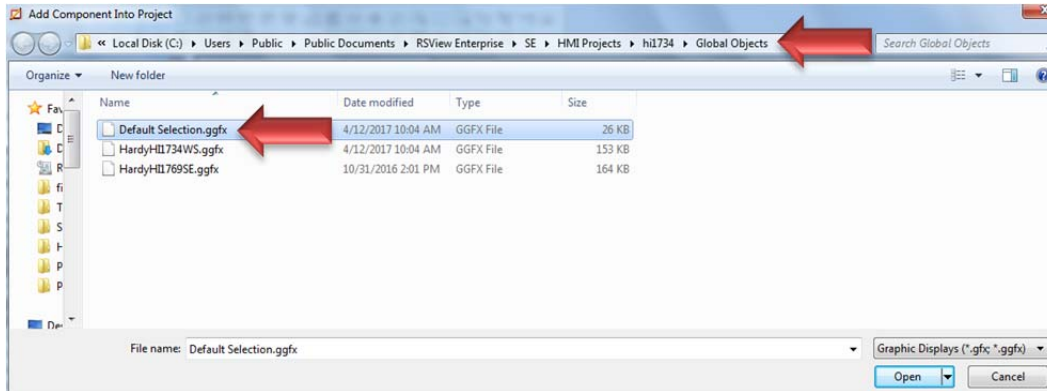 Add Component Into Project
« Local Disk (C:) ▸ Users ▸ Public ▸ Public Documents ▸ RSView Enterprise ▸ SE ▸ HMI Projects ▸ hi1734 ▸ Global Objects
Search Global Objects
Organize New folder
Name Date modified Type Size
Default Selection.ggfx 4/12/2017 10:04 AM GGFX File 26 KB
HardyHI1734WS.ggfx 4/12/2017 10:04 AM GGFX File 153 KB
HardyHI1769SE.ggfx 10/31/2016 2:01 PM GGFX File 164 KB
File name: Default Selection.ggfx Graphic Displays (*.gfx; *.ggfx)
Open Cancel